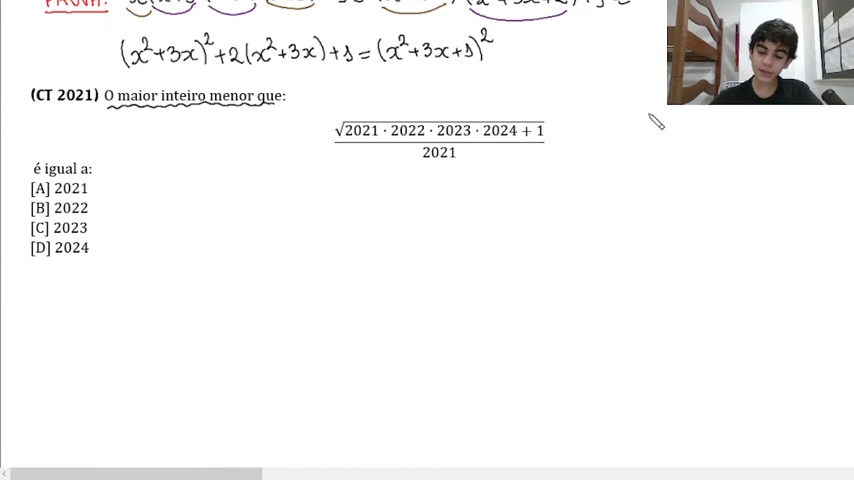 PROVA:
(x²+3x)²+2(x²+3x)+1=(x²+3x+1)²
(CT 2021) O maior inteiro menor que:
√2021 · 2022 · 2023 · 2024 + 1
2021
é igual a:
[A] 2021
[B] 2022
[C] 2023
[D] 2024